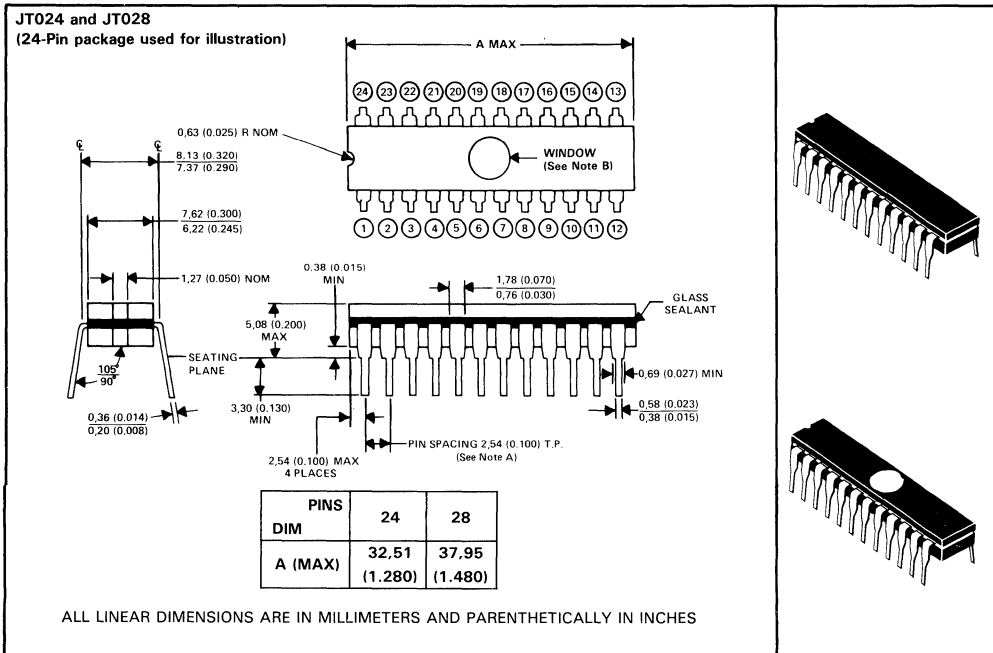 JT024 and JT028
(24-Pin package used for illustration)
A MAX
24 23 22 21 20 19 18 17 16 15 14 13
0,63 (0.025) R NOM
WINDOW
(See Note B)
℄ ℄
8,13 (0.320)
7,37 (0.290)
7,62 (0.300)
6,22 (0.245)
1 2 3 4 5 6 7 8 9 10 11 12
1,27 (0.050) NOM
0,38 (0.015)
MIN
1,78 (0.070)
0,76 (0.030)
GLASS
SEALANT
5,08 (0.200)
MAX
SEATING
PLANE
105°
90°
0,69 (0.027) MIN
3,30 (0.130)
MIN
0,58 (0.023)
0,38 (0.015)
0,36 (0.014)
0,20 (0.008)
PIN SPACING 2,54 (0.100) T.P.
(See Note A)
2,54 (0.100) MAX
4 PLACES
PINS
DIM
24 28
A (MAX)
32,51 37,95
(1.280) (1.480)
ALL LINEAR DIMENSIONS ARE IN MILLIMETERS AND PARENTHETICALLY IN INCHES